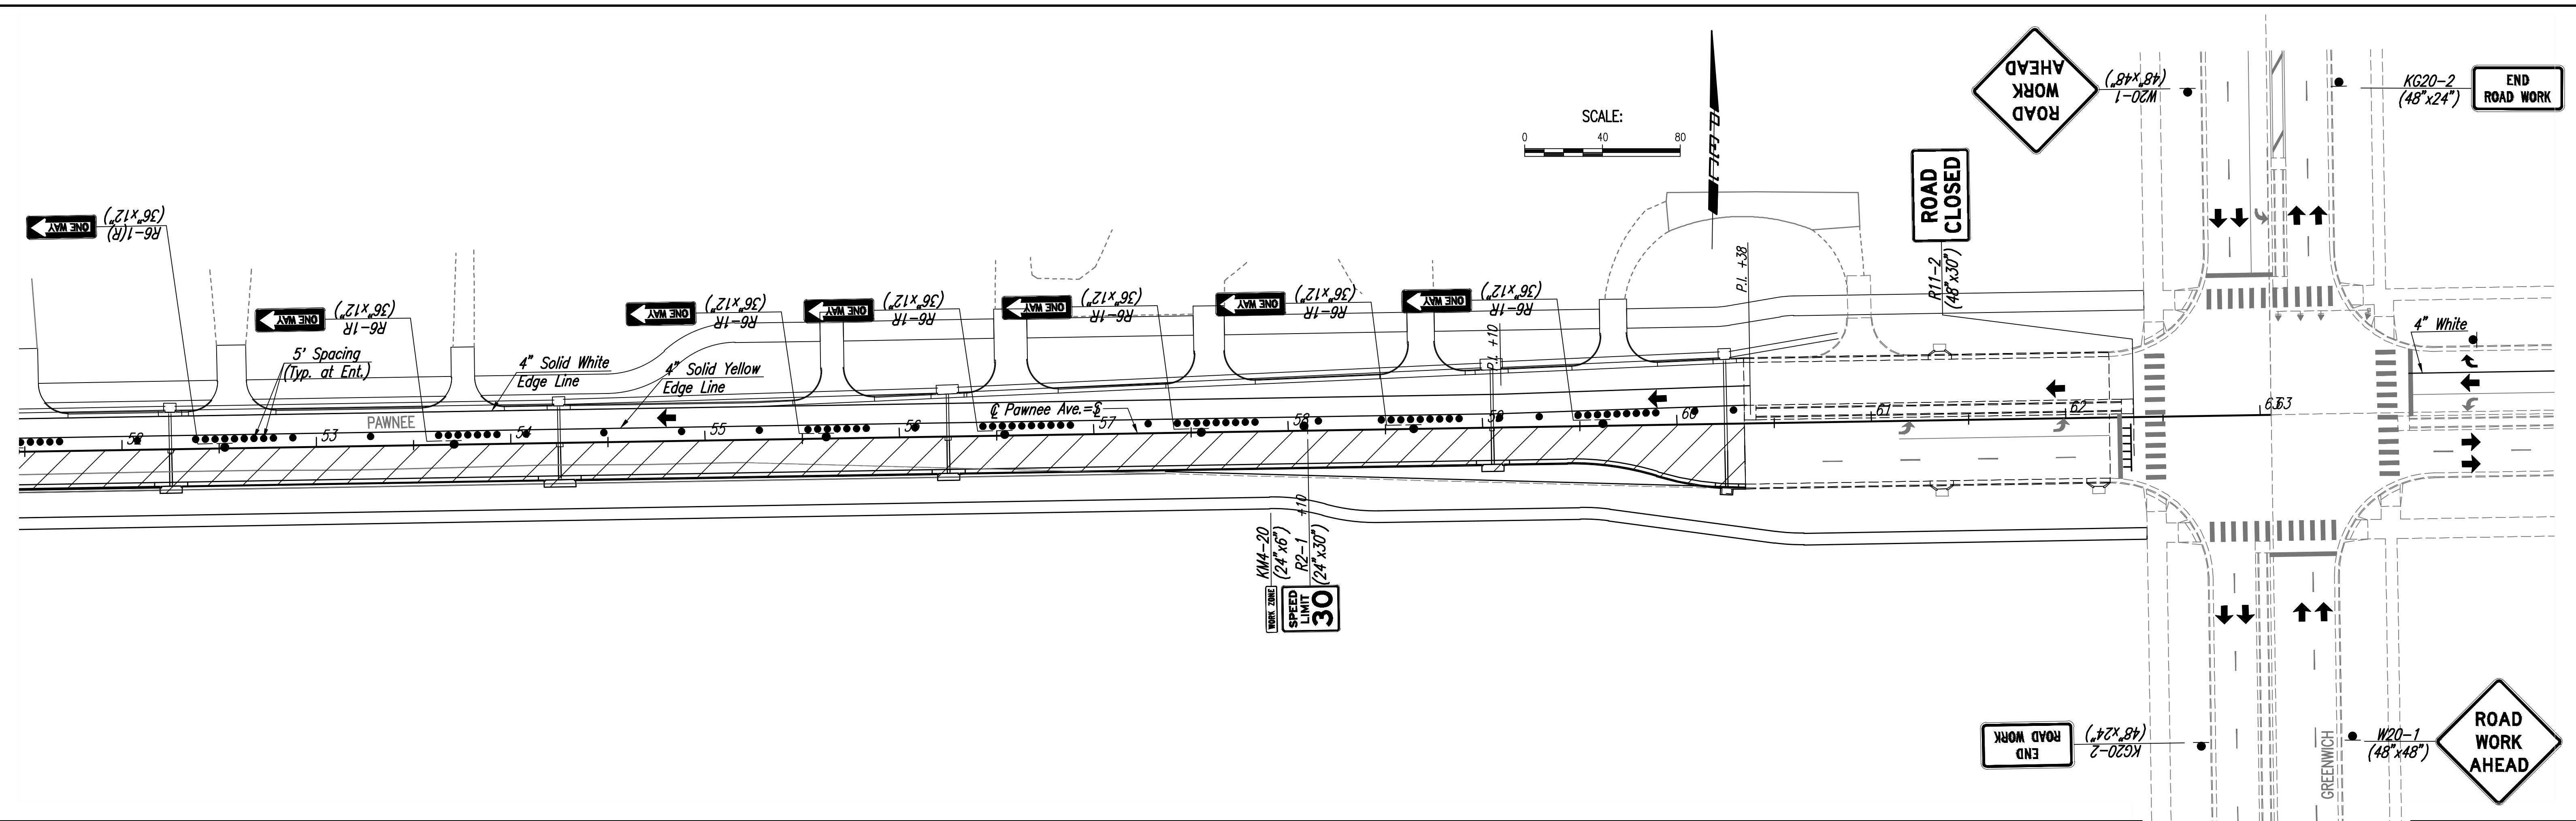 ROAD
WORK
AHEAD
W20-1
(48"x48")
KG20-2
(48"x24")
END
ROAD WORK
SCALE:
0 40 80
ROAD
CLOSED
R11-2
(48"x30")
ONE WAY
R6-1(R)
(36"x12")
ONE WAY
R6-1R
(36"x12")
ONE WAY
R6-1R
(36"x12")
ONE WAY
R6-1R
(36"x12")
ONE WAY
R6-1R
(36"x12")
ONE WAY
R6-1R
(36"x12")
ONE WAY
R6-1R
(36"x12")
P.I. +38
P.I. +10
4" White
5' Spacing
(Typ. at Ent.)
4" Solid White
Edge Line
4" Solid Yellow
Edge Line
PAWNEE
℄ Pawnee Ave.=
52 53 54 55 56 57 58 59 60 61 62 63
63
+10
KM4-20
(24"x6")
R2-1
(24"x30")
WORK ZONE
SPEED
LIMIT
30
END
ROAD WORK
KG20-2
(48"x24")
GREENWICH
W20-1
(48"x48")
ROAD
WORK
AHEAD